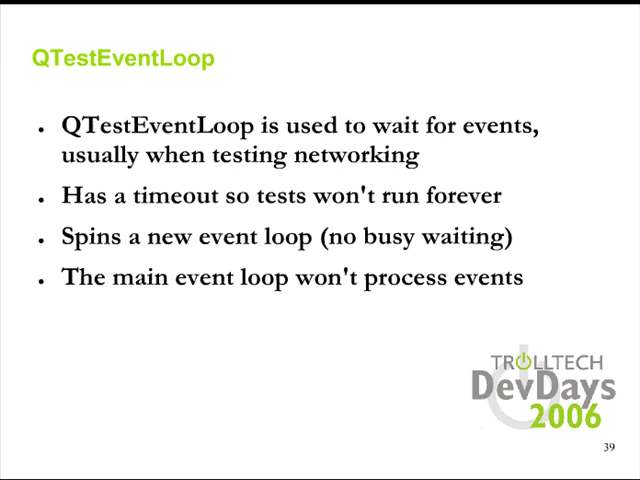 QTestEventLoop
• QTestEventLoop is used to wait for events,
usually when testing networking
• Has a timeout so tests won't run forever
• Spins a new event loop (no busy waiting)
• The main event loop won't process events
TROLLTECH
DevDays
2006
39